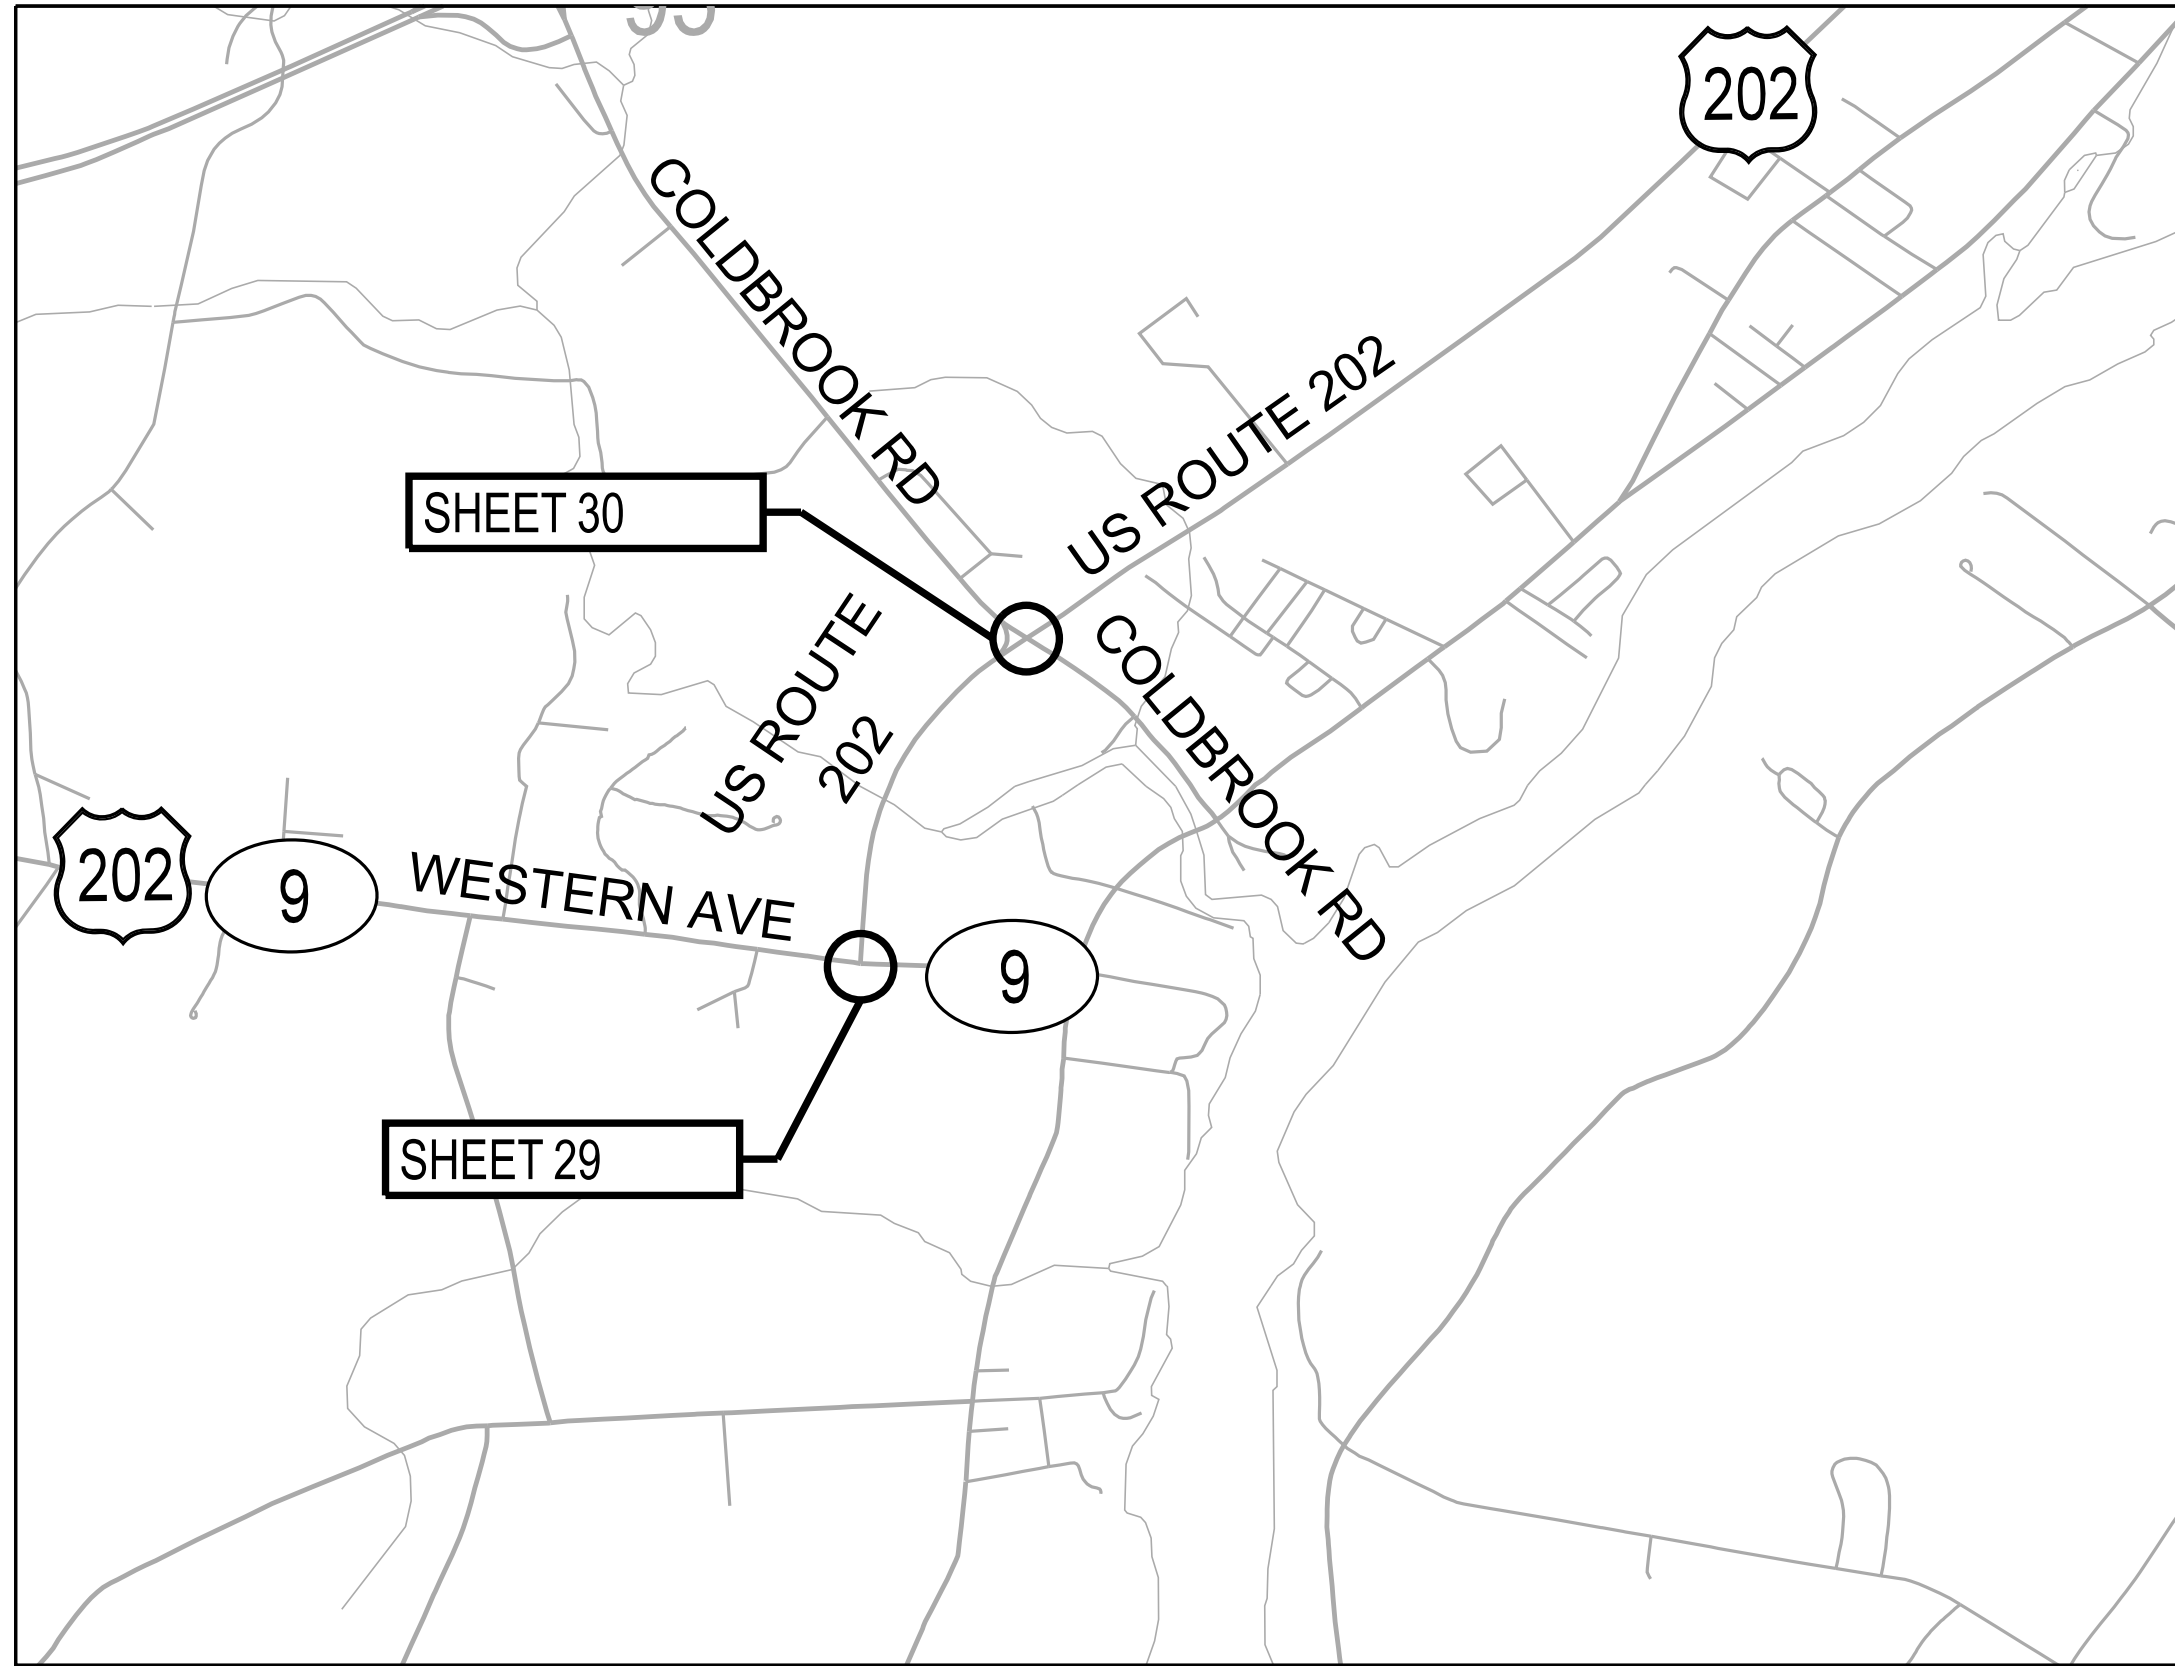 202
COLDBROOK RD
US ROUTE 202
SHEET 30
US ROUTE
202
COLDBROOK RD
202
9
WESTERN AVE
9
SHEET 29